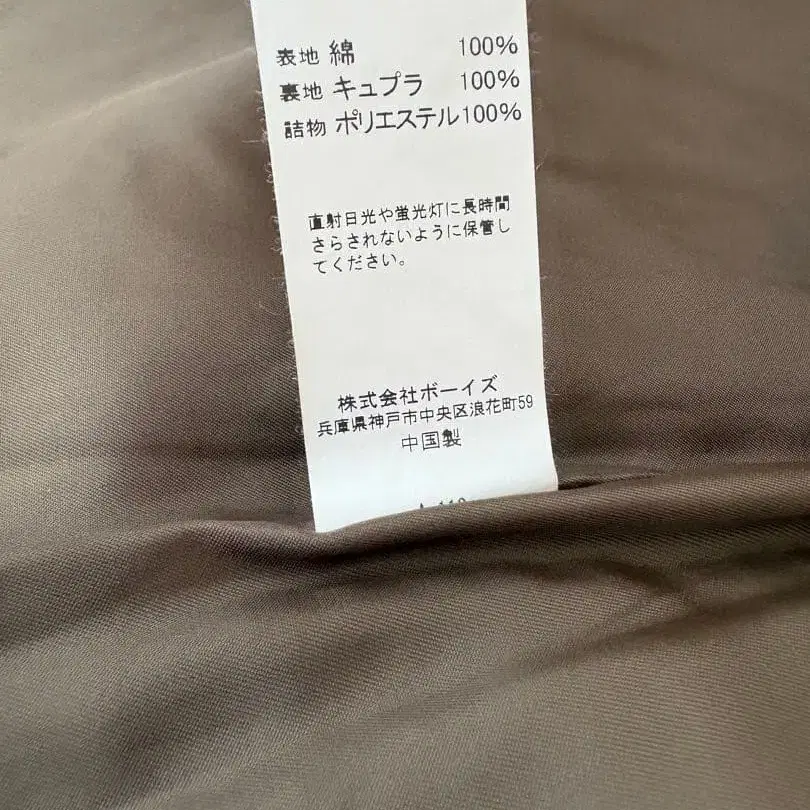 表地 綿 100%
裏地 キュプラ 100%
詰物 ポリエステル100%
直射日光や蛍光灯に長時間
さらされないように保管し
てください。
株式会社ボーイズ
兵庫県神戸市中央区浪花町59
中国製